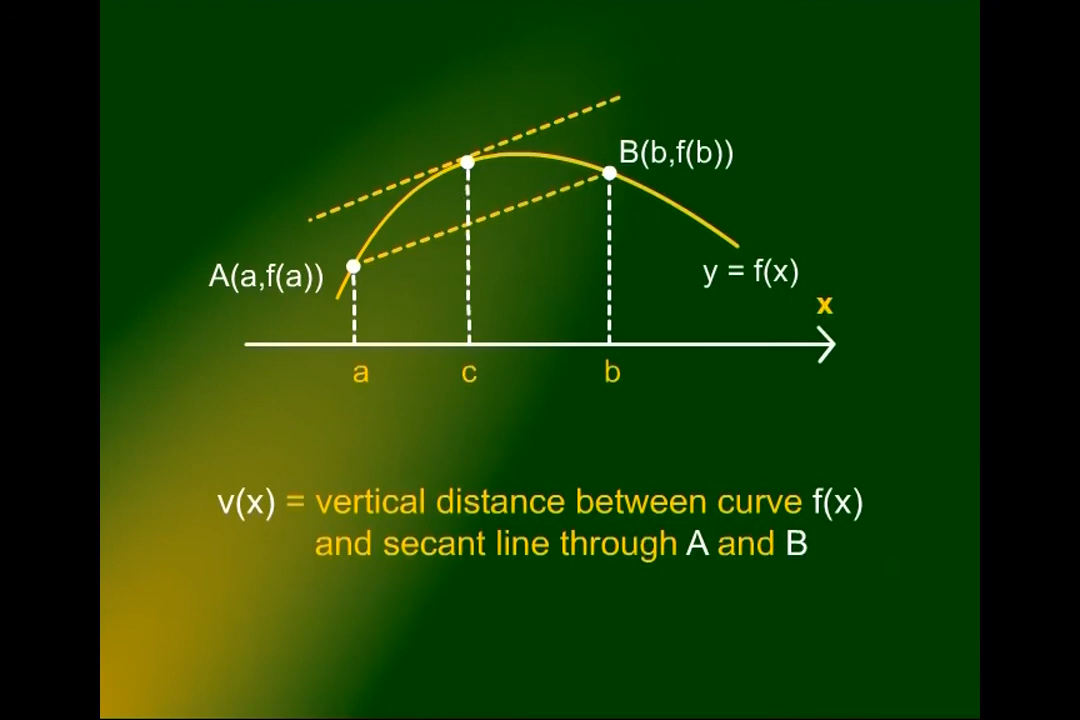 B(b,f(b))
A(a,f(a))
y = f(x)
x
a c b
v(x) = vertical distance between curve f(x)
and secant line through A and B